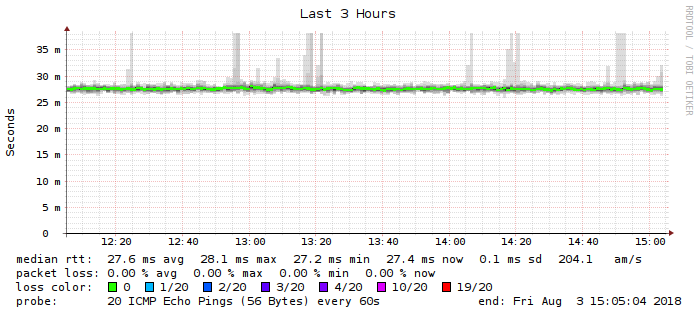 Last 3 Hours
RRDTOOL / TOBI OETIKER
Seconds
35 m
30 m
25 m
20 m
15 m
10 m
5 m
0
12:20 12:40 13:00 13:20 13:40 14:00 14:20 14:40 15:00
median rtt: 27.6 ms avg 28.1 ms max 27.2 ms min 27.4 ms now 0.1 ms sd 204.1 am/s
packet loss: 0.00 % avg 0.00 % max 0.00 % min 0.00 % now
loss color: 0 1/20 2/20 3/20 4/20 10/20 19/20
probe: 20 ICMP Echo Pings (56 Bytes) every 60s end: Fri Aug 3 15:05:04 2018